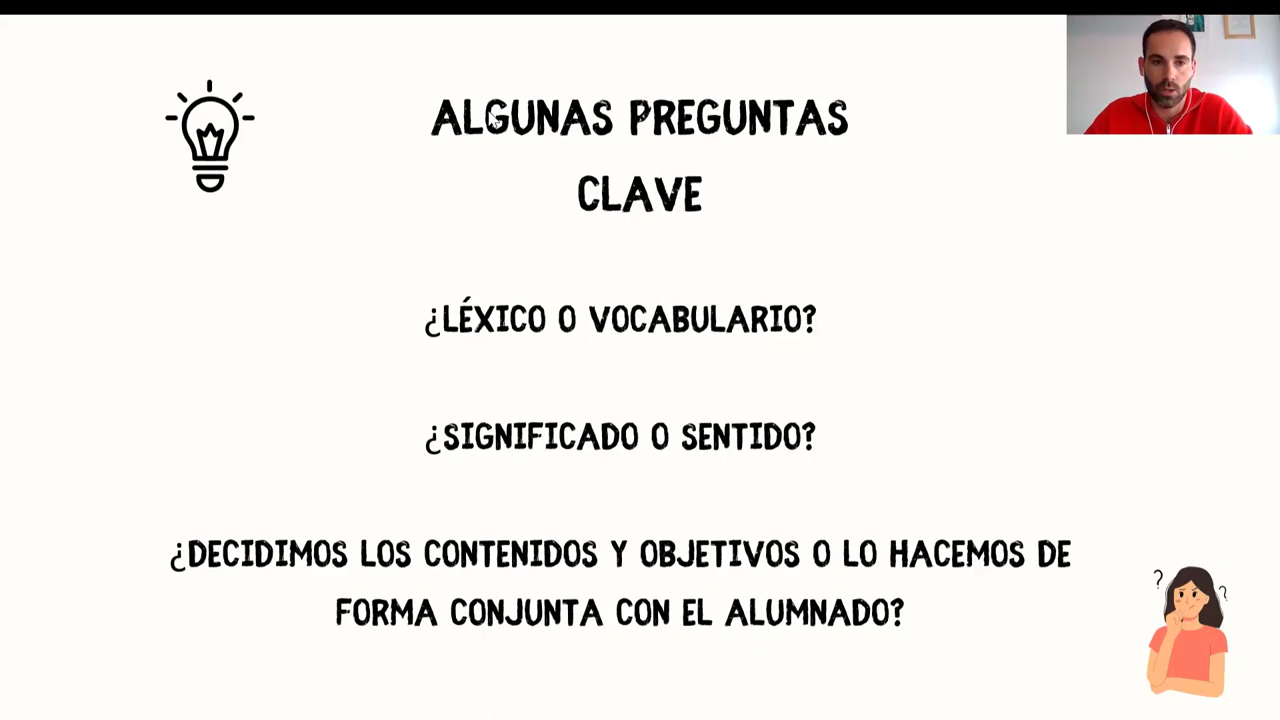 ALGUNAS PREGUNTAS
CLAVE
¿LÉXICO O VOCABULARIO?
¿SIGNIFICADO O SENTIDO?
¿DECIDIMOS LOS CONTENIDOS Y OBJETIVOS O LO HACEMOS DE
FORMA CONJUNTA CON EL ALUMNADO?
? ?